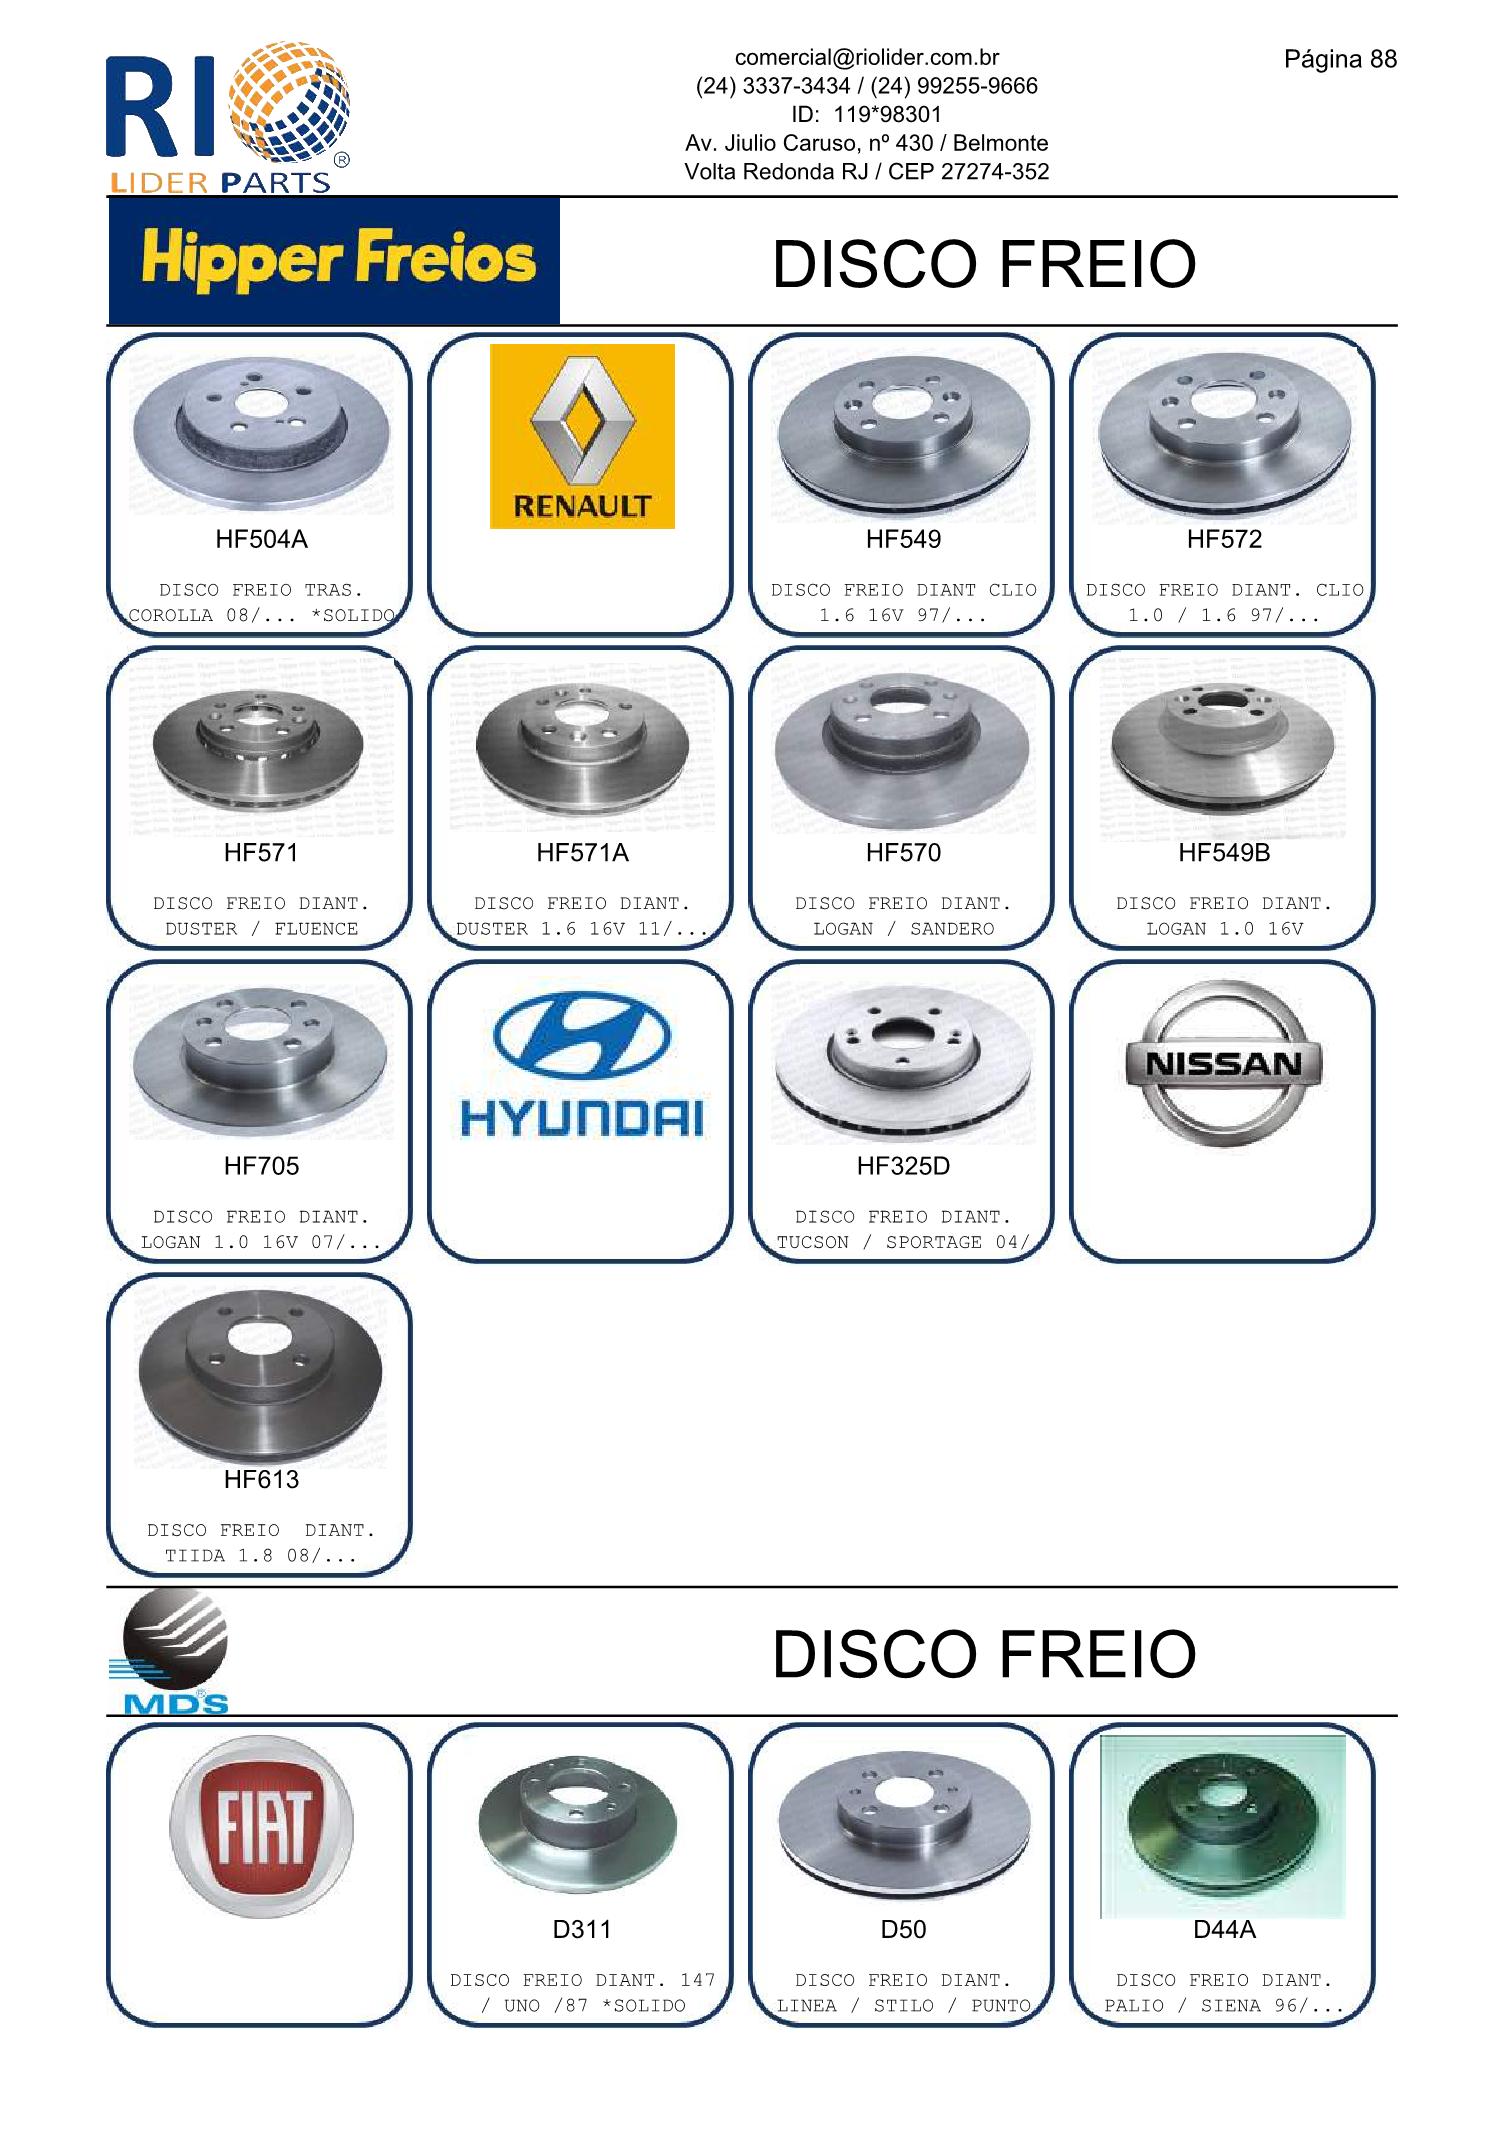 RIO
LIDER PARTS
®
comercial@riolider.com.br
(24) 3337-3434 / (24) 99255-9666
ID: 119*98301
Av. Jiulio Caruso, nº 430 / Belmonte
Volta Redonda RJ / CEP 27274-352
Página 88
Hipper Freios
DISCO FREIO
HF504A
DISCO FREIO TRAS.
COROLLA 08/... *SOLIDO
RENAULT
HF549
DISCO FREIO DIANT CLIO
1.6 16V 97/...
HF572
DISCO FREIO DIANT. CLIO
1.0 / 1.6 97/...
HF571
DISCO FREIO DIANT.
DUSTER / FLUENCE
HF571A
DISCO FREIO DIANT.
DUSTER 1.6 16V 11/...
HF570
DISCO FREIO DIANT.
LOGAN / SANDERO
HF549B
DISCO FREIO DIANT.
LOGAN 1.0 16V
HF705
DISCO FREIO DIANT.
LOGAN 1.0 16V 07/...
HYUNDAI
HF325D
DISCO FREIO DIANT.
TUCSON / SPORTAGE 04/
NISSAN
HF613
DISCO FREIO  DIANT.
TIIDA 1.8 08/...
MDS®
DISCO FREIO
FIAT
D311
DISCO FREIO DIANT. 147
/ UNO /87 *SOLIDO
D50
DISCO FREIO DIANT.
LINEA / STILO / PUNTO
D44A
DISCO FREIO DIANT.
PALIO / SIENA 96/...